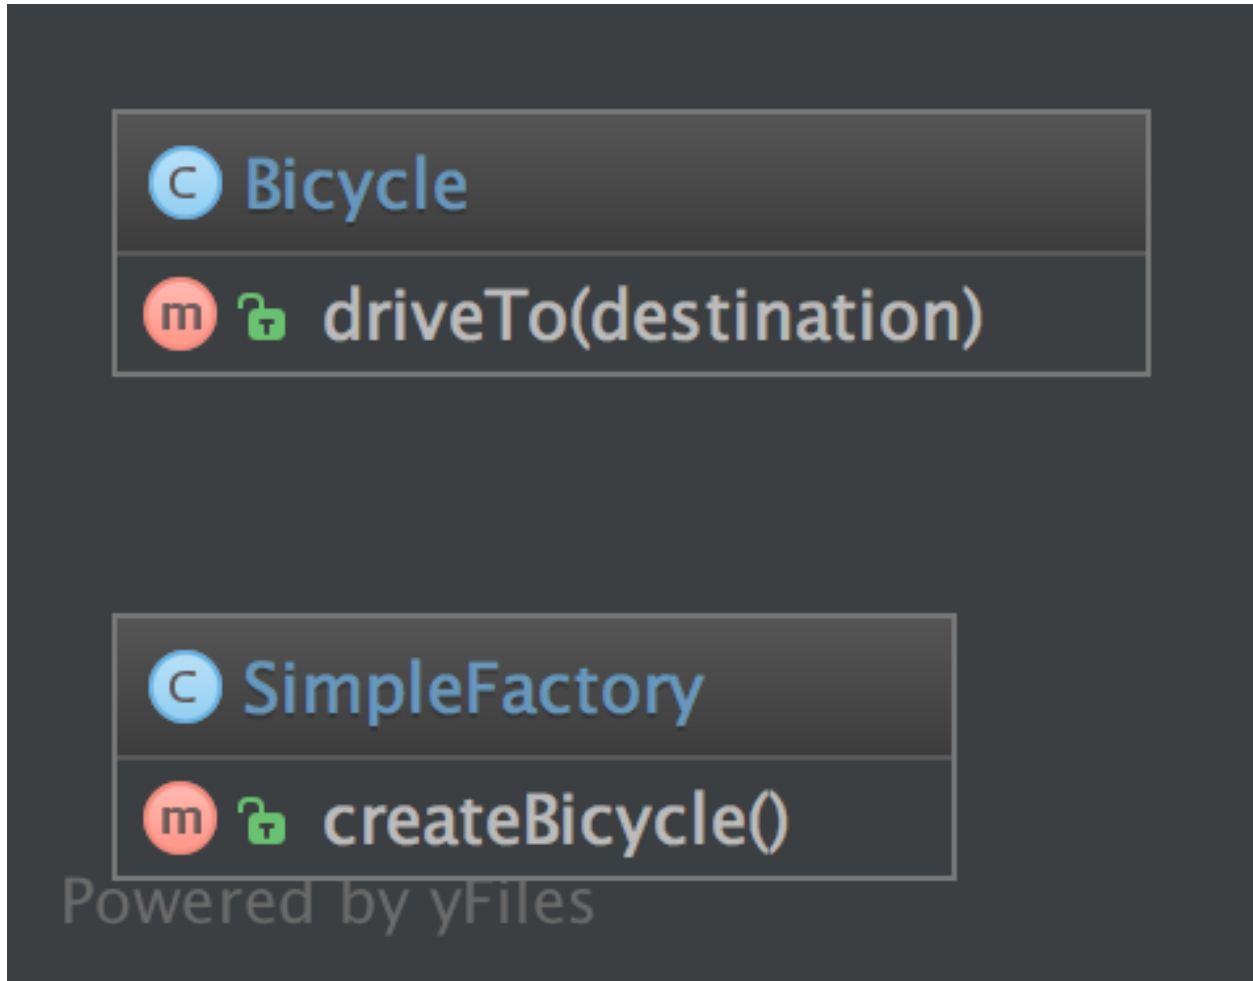 C Bicycle
m driveTo(destination)
C SimpleFactory
m createBicycle()
Powered by yFiles